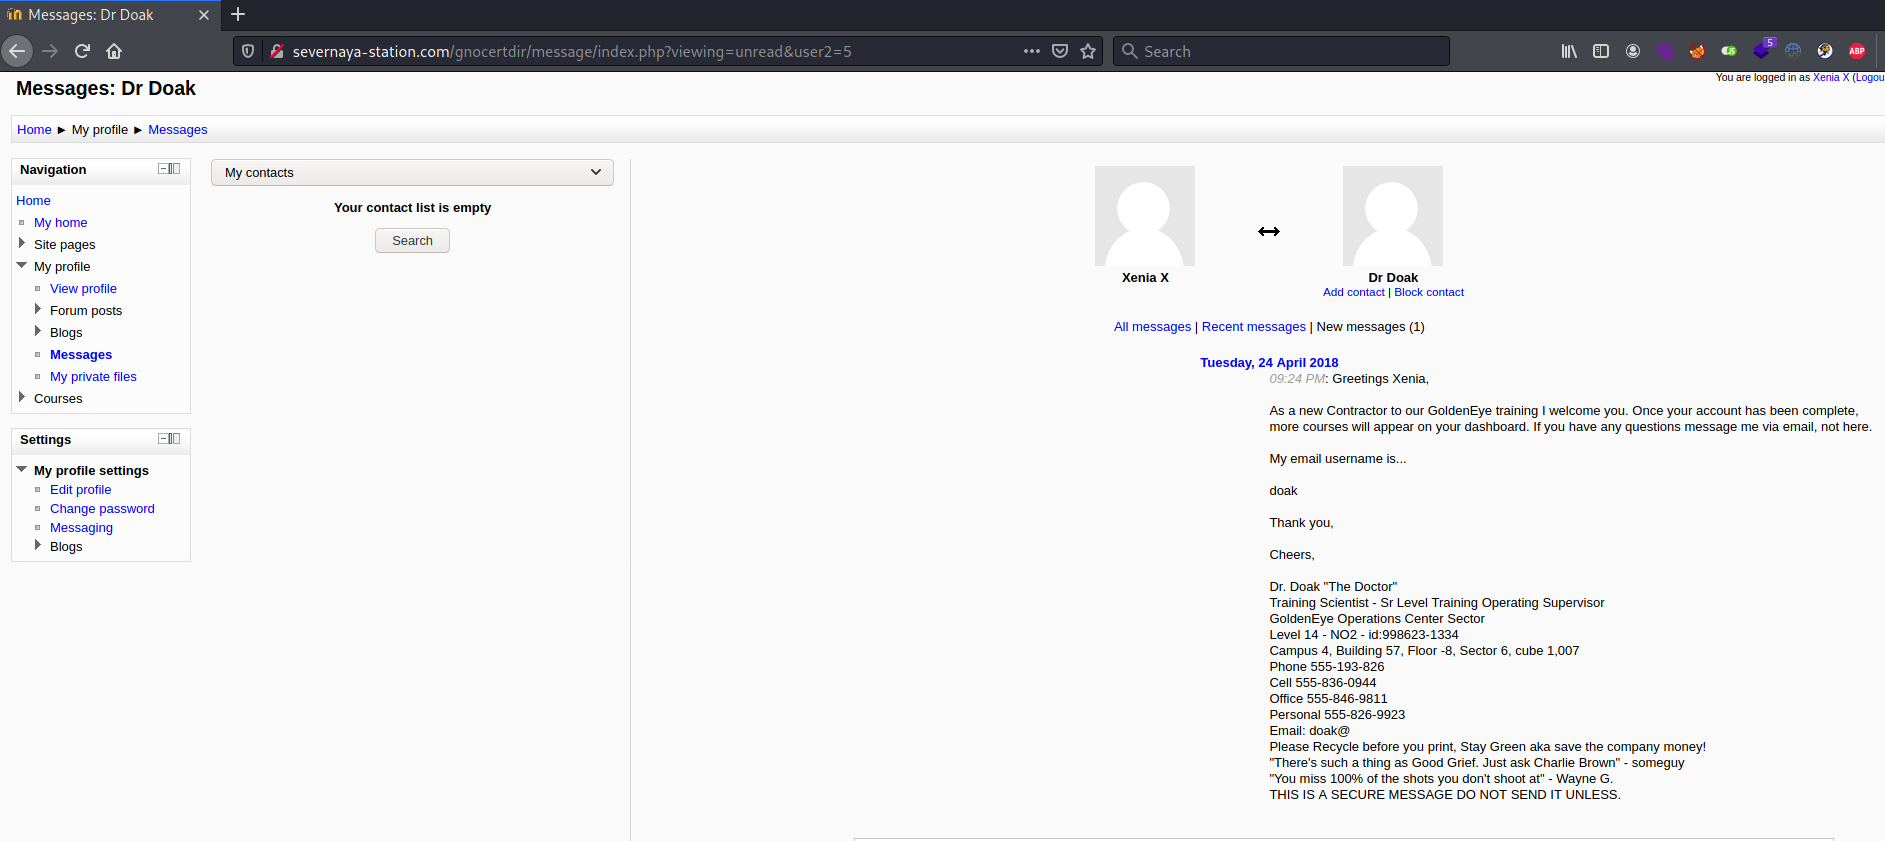 Messages: Dr Doak
severnaya-station.com/gnocertdir/message/index.php?viewing=unread&user2=5
Search
5
ABP
You are logged in as Xenia X (Logou
Messages: Dr Doak
Home ► My profile ► Messages
Navigation
Home
My home
Site pages
My profile
View profile
Forum posts
Blogs
Messages
My private files
Courses
Settings
My profile settings
Edit profile
Change password
Messaging
Blogs
My contacts
Your contact list is empty
Search
Xenia X
Dr Doak
Add contact | Block contact
All messages | Recent messages | New messages (1)
Tuesday, 24 April 2018
09:24 PM: Greetings Xenia,
As a new Contractor to our GoldenEye training I welcome you. Once your account has been complete,
more courses will appear on your dashboard. If you have any questions message me via email, not here.
My email username is...
doak
Thank you,
Cheers,
Dr. Doak "The Doctor"
Training Scientist - Sr Level Training Operating Supervisor
GoldenEye Operations Center Sector
Level 14 - NO2 - id:998623-1334
Campus 4, Building 57, Floor -8, Sector 6, cube 1,007
Phone 555-193-826
Cell 555-836-0944
Office 555-846-9811
Personal 555-826-9923
Email: doak@
Please Recycle before you print, Stay Green aka save the company money!
"There's such a thing as Good Grief. Just ask Charlie Brown" - someguy
"You miss 100% of the shots you don't shoot at" - Wayne G.
THIS IS A SECURE MESSAGE DO NOT SEND IT UNLESS.